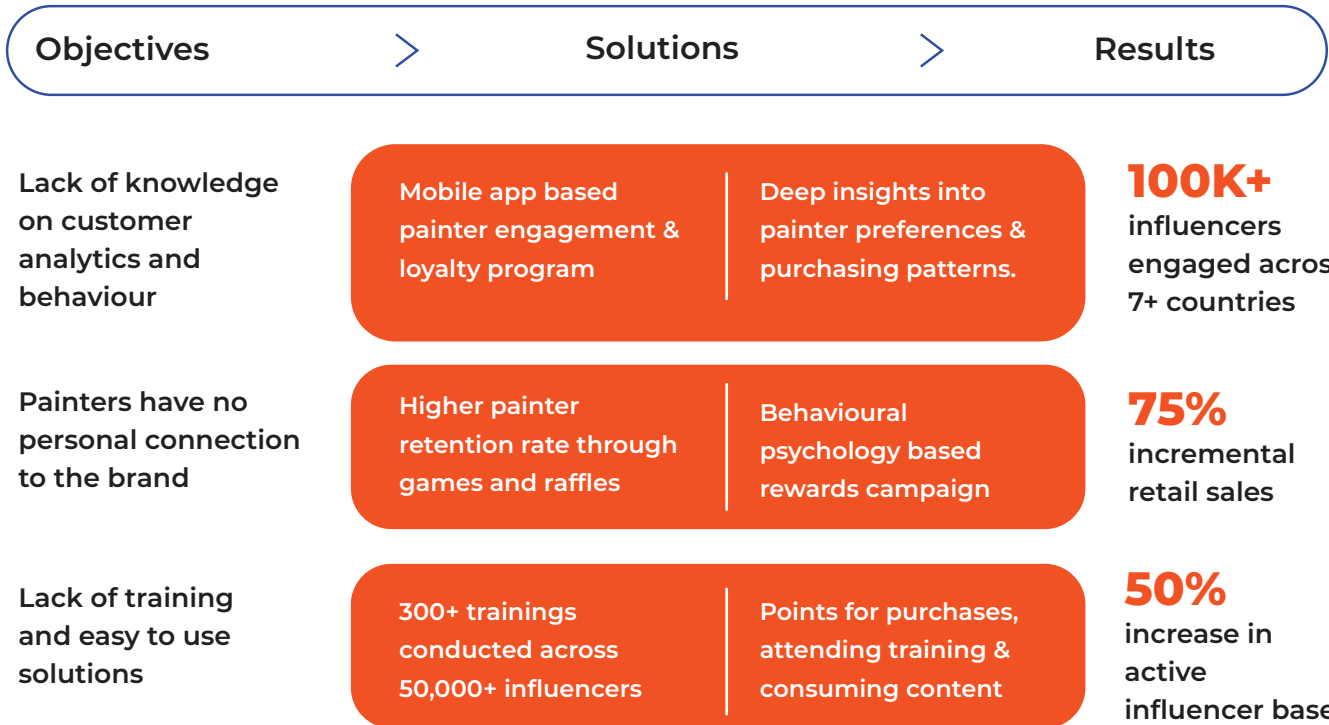 Objectives > Solutions > Results
Lack of knowledge
on customer
analytics and
behaviour
Mobile app based
painter engagement &
loyalty program
Deep insights into
painter preferences &
purchasing patterns.
100K+
influencers
engaged acros
7+ countries
Painters have no
personal connection
to the brand
Higher painter
retention rate through
games and raffles
Behavioural
psychology based
rewards campaign
75%
incremental
retail sales
Lack of training
and easy to use
solutions
300+ trainings
conducted across
50,000+ influencers
Points for purchases,
attending training &
consuming content
50%
increase in
active
influencer base